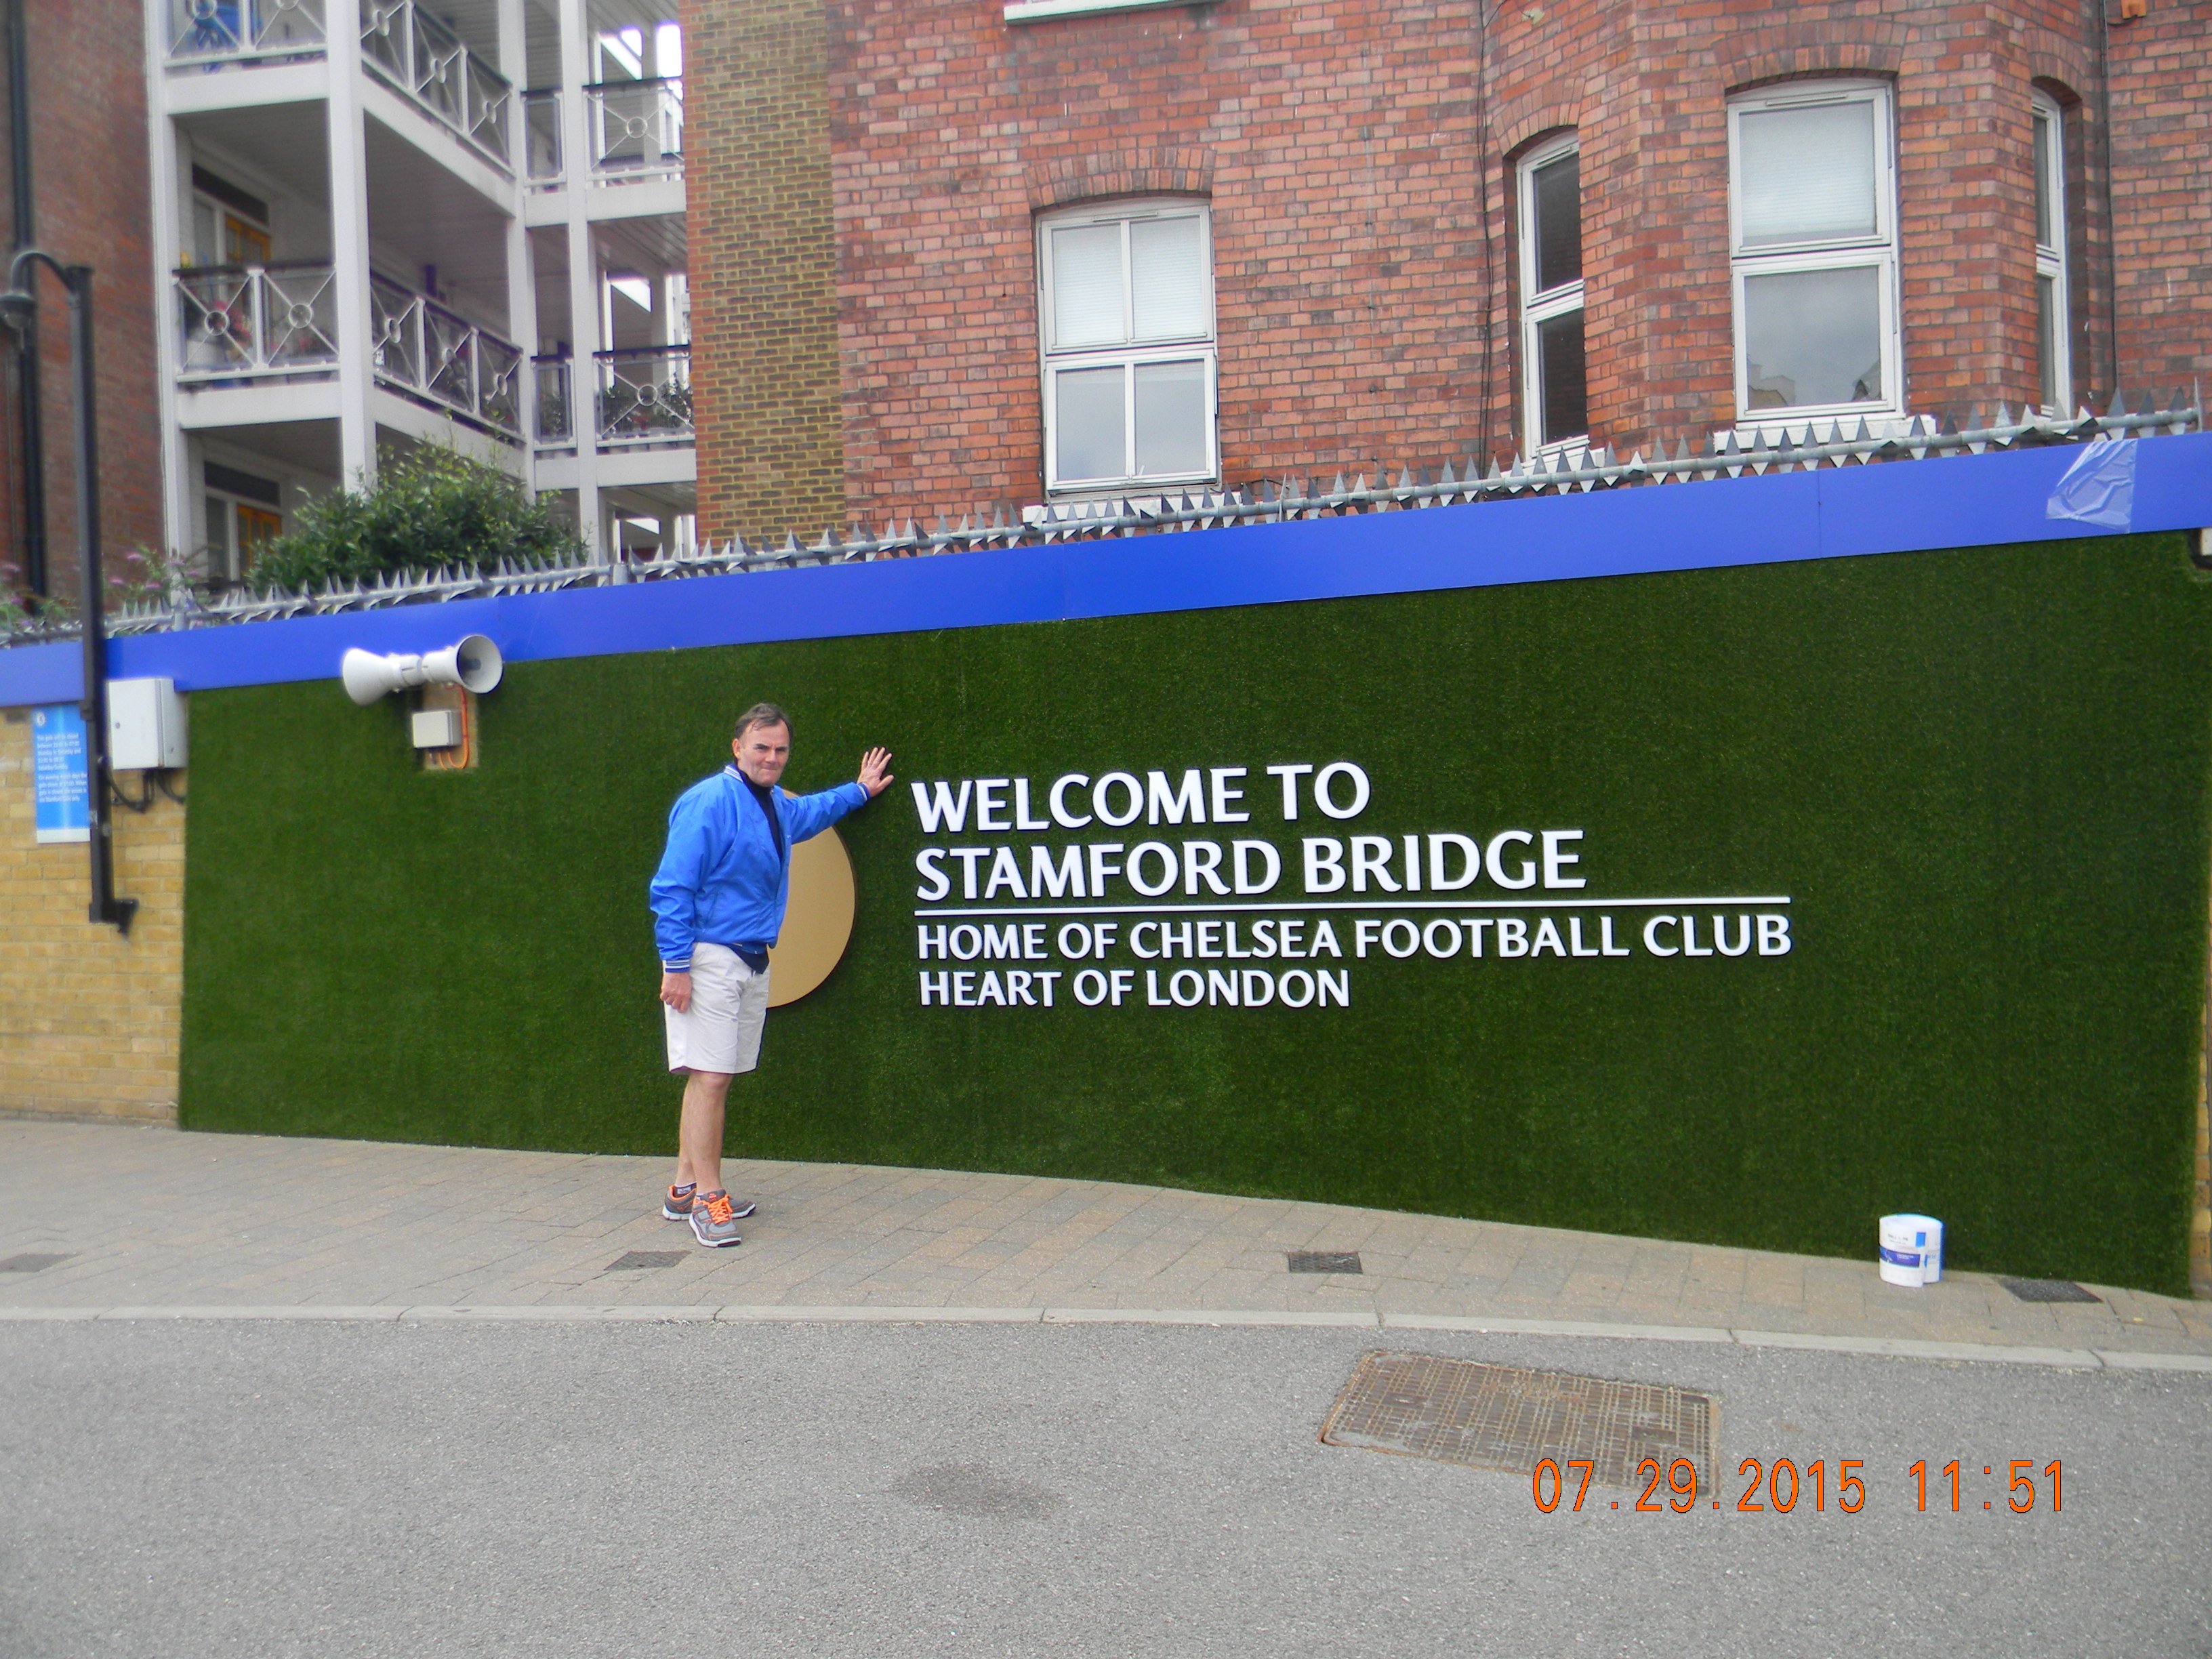 WELCOME TO
STAMFORD BRIDGE
HOME OF CHELSEA FOOTBALL CLUB
HEART OF LONDON
07.29.2015 11:51